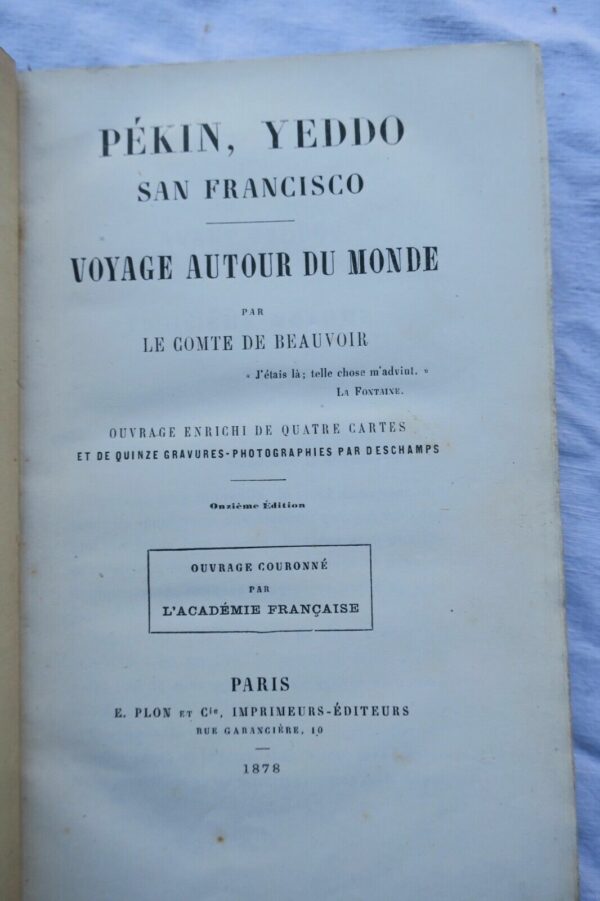 PÉKIN, YEDDO
SAN FRANCISCO
VOYAGE AUTOUR DU MONDE
PAR
LE COMTE DE BEAUVOIR
« J'étais là; telle chose m'advint. »
LA FONTAINE.
OUVRAGE ENRICHI DE QUATRE CARTES
ET DE QUINZE GRAVURES-PHOTOGRAPHIES PAR DESCHAMPS
Onzième Édition
OUVRAGE COURONNÉ
PAR
L'ACADÉMIE FRANÇAISE
PARIS
E. PLON ET Cie, IMPRIMEURS-ÉDITEURS
RUE GARANCIÈRE, 10
1878